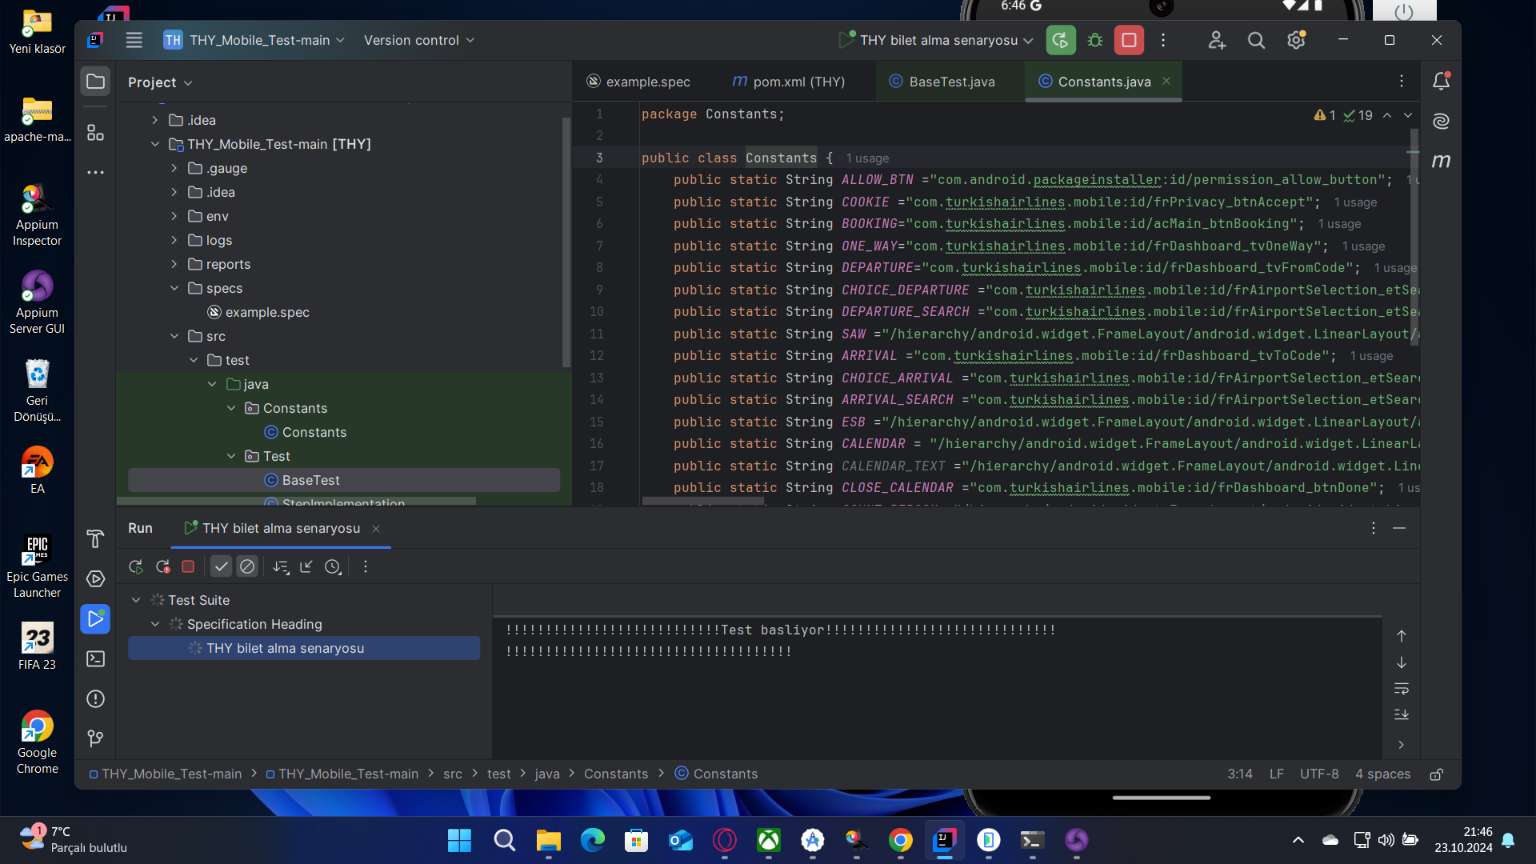 6:46 G
Yeni klasör
apache-ma...
Appium
Inspector
Appium
Server GUI
Geri
Dönüşü...
EA
EPIC
GAMES
Epic Games
Launcher
23
FIFA 23
Google
Chrome
TH THY_Mobile_Test-main
Version control
THY bilet alma senaryosu
Project
example.spec
m pom.xml (THY)
BaseTest.java
Constants.java
.idea
THY_Mobile_Test-main [THY]
.gauge
.idea
env
logs
reports
specs
example.spec
src
test
java
Constants
Constants
Test
BaseTest
StepImplementation
1 package Constants;
1 19
2
3 public class Constants { 1 usage
4 public static String ALLOW_BTN ="com.android.packageinstaller:id/permission_allow_button"; 1 u
5 public static String COOKIE ="com.turkishairlines.mobile:id/frPrivacy_btnAccept"; 1 usage
6 public static String BOOKING="com.turkishairlines.mobile:id/acMain_btnBooking"; 1 usage
7 public static String ONE_WAY="com.turkishairlines.mobile:id/frDashboard_tvOneWay"; 1 usage
8 public static String DEPARTURE="com.turkishairlines.mobile:id/frDashboard_tvFromCode"; 1 usage
9 public static String CHOICE_DEPARTURE ="com.turkishairlines.mobile:id/frAirportSelection_etSea
10 public static String DEPARTURE_SEARCH ="com.turkishairlines.mobile:id/frAirportSelection_etSea
11 public static String SAW ="/hierarchy/android.widget.FrameLayout/android.widget.LinearLayout/a
12 public static String ARRIVAL ="com.turkishairlines.mobile:id/frDashboard_tvToCode"; 1 usage
13 public static String CHOICE_ARRIVAL ="com.turkishairlines.mobile:id/frAirportSelection_etSearc
14 public static String ARRIVAL_SEARCH ="com.turkishairlines.mobile:id/frAirportSelection_etSearc
15 public static String ESB ="/hierarchy/android.widget.FrameLayout/android.widget.LinearLayout/a
16 public static String CALENDAR = "/hierarchy/android.widget.FrameLayout/android.widget.LinearLa
17 public static String CALENDAR_TEXT ="/hierarchy/android.widget.FrameLayout/android.widget.Line
18 public static String CLOSE_CALENDAR ="com.turkishairlines.mobile:id/frDashboard_btnDone"; 1 us
m
Run
THY bilet alma senaryosu
Test Suite
Specification Heading
THY bilet alma senaryosu
!!!!!!!!!!!!!!!!!!!!!!!!!!!Test basliyor!!!!!!!!!!!!!!!!!!!!!!!!!!!!!
!!!!!!!!!!!!!!!!!!!!!!!!!!!!!!!!!!!!
THY_Mobile_Test-main > THY_Mobile_Test-main > src > test > java > Constants > Constants
3:14 LF UTF-8 4 spaces
1
7°C
Parçalı bulutlu
21:46
23.10.2024